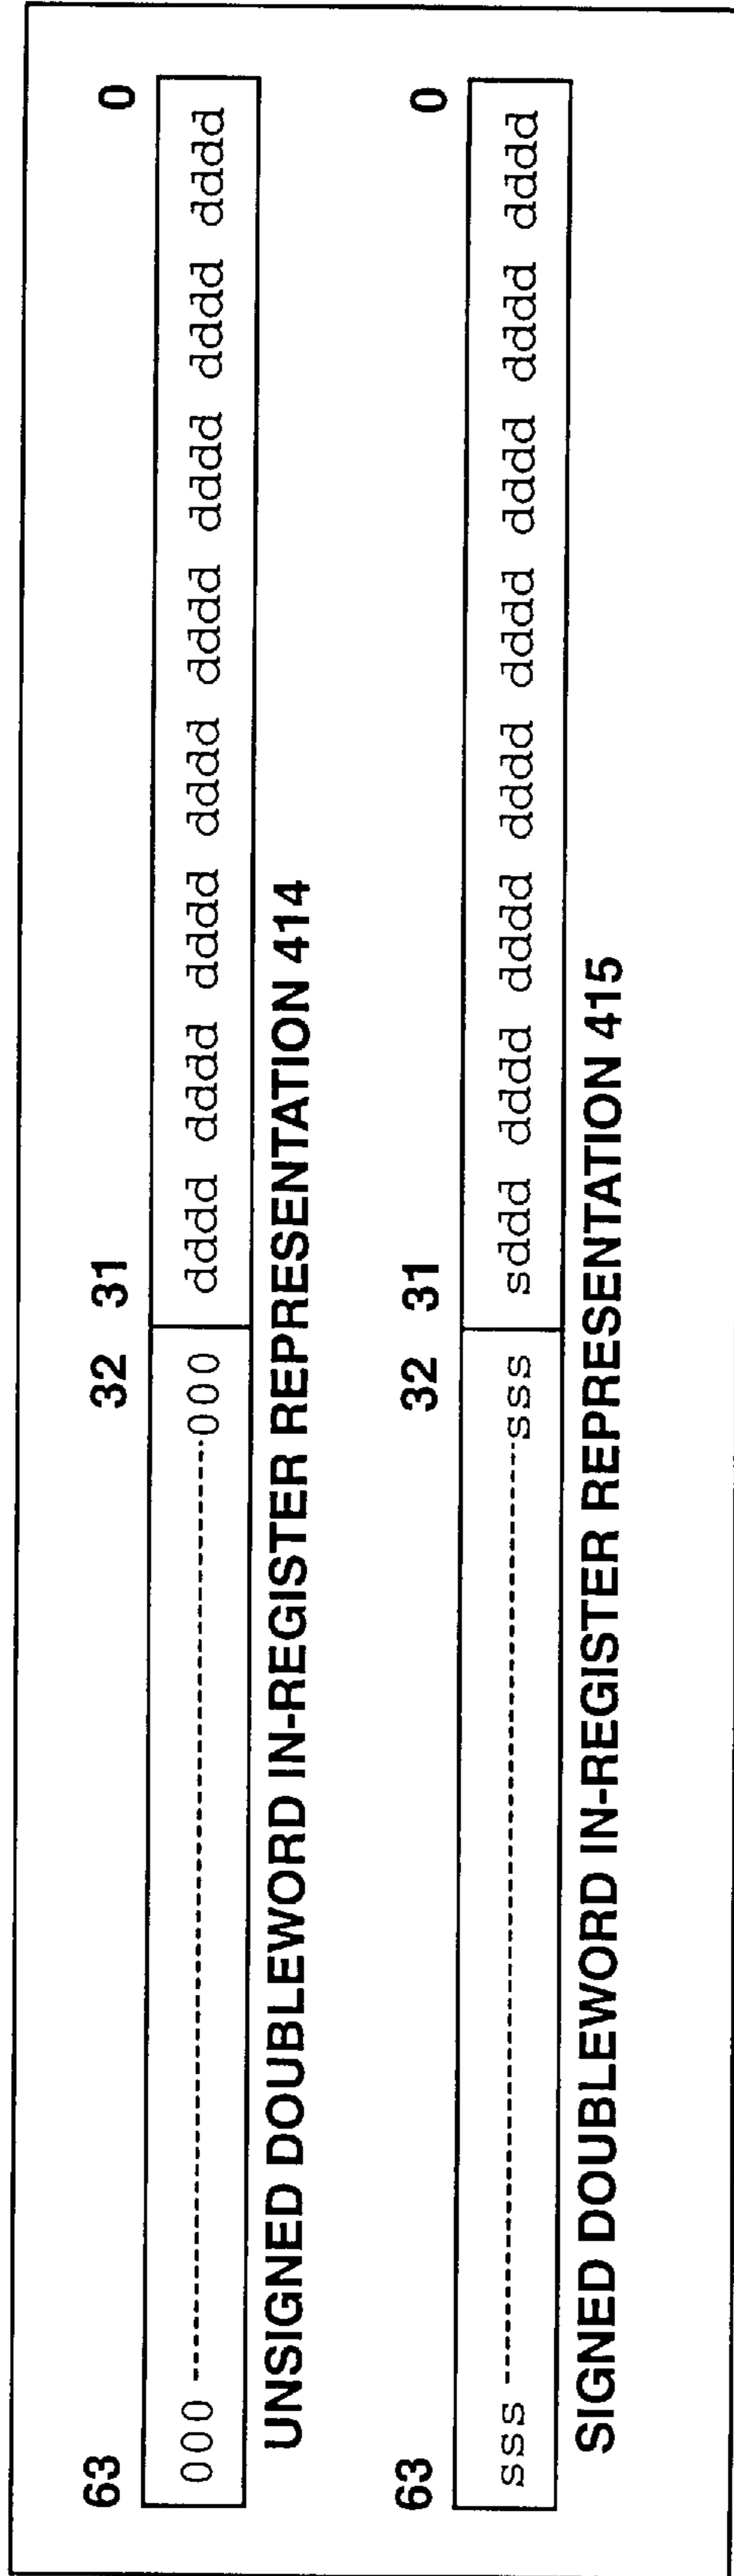 63 32 31 0
000 ------------------------000 dddd dddd dddd dddd dddd dddd dddd dddd
UNSIGNED DOUBLEWORD IN-REGISTER REPRESENTATION 414
63 32 31 0
sss ------------------------sss sddd dddd dddd dddd dddd dddd dddd dddd
SIGNED DOUBLEWORD IN-REGISTER REPRESENTATION 415